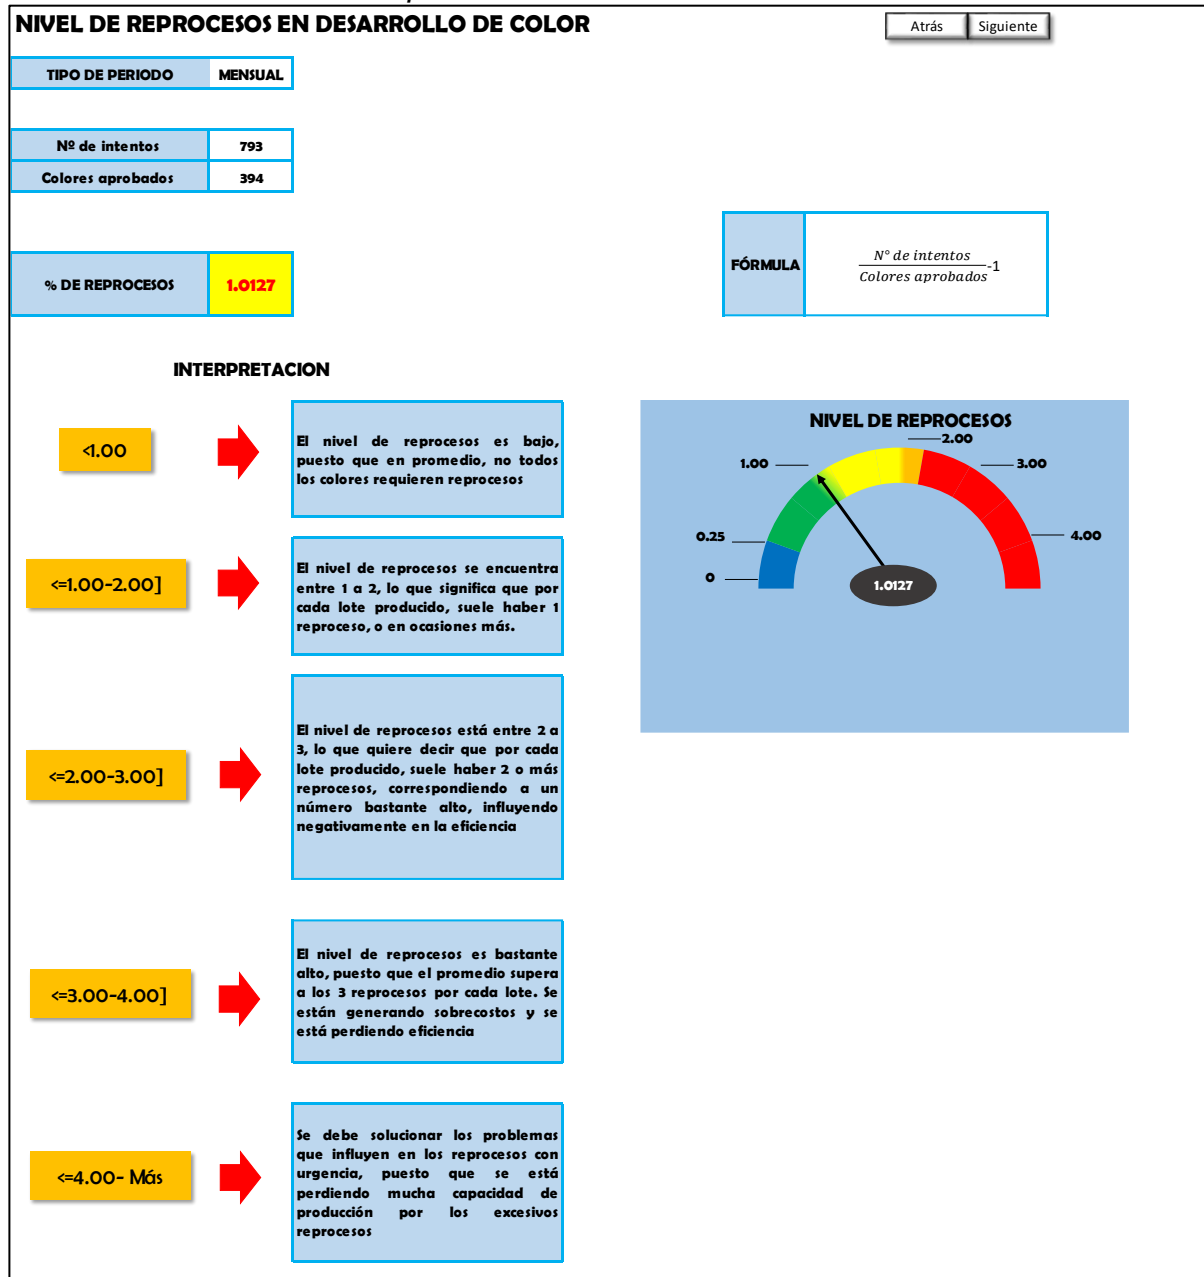 NIVEL DE REPROCESOS EN DESARROLLO DE COLOR
Atrás
Siguiente
TIPO DE PERIODO
MENSUAL
Nº de intentos
793
Colores aprobados
394
% DE REPROCESOS
1.0127
FÓRMULA
N° de intentos
Colores aprobados
-1
INTERPRETACION
<1.00
El nivel de reprocesos es bajo,
puesto que en promedio, no todos
los colores requieren reprocesos
<=1.00-2.00]
El nivel de reprocesos se encuentra
entre 1 a 2, lo que significa que por
cada lote producido, suele haber 1
reproceso, o en ocasiones más.
<=2.00-3.00]
El nivel de reprocesos está entre 2 a
3, lo que quiere decir que por cada
lote producido, suele haber 2 o más
reprocesos, correspondiendo a un
número bastante alto, influyendo
negativamente en la eficiencia
<=3.00-4.00]
El nivel de reprocesos es bastante
alto, puesto que el promedio supera
a los 3 reprocesos por cada lote. Se
están generando sobrecostos y se
está perdiendo eficiencia
<=4.00- Más
Se debe solucionar los problemas
que influyen en los reprocesos con
urgencia, puesto que se está
perdiendo mucha capacidad de
producción por los excesivos
reprocesos
NIVEL DE REPROCESOS
0
0.25
1.00
2.00
3.00
4.00
1.0127